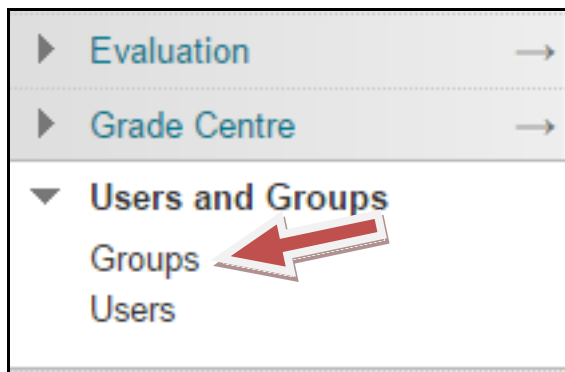 Evaluation
Grade Centre
Users and Groups
Groups
Users